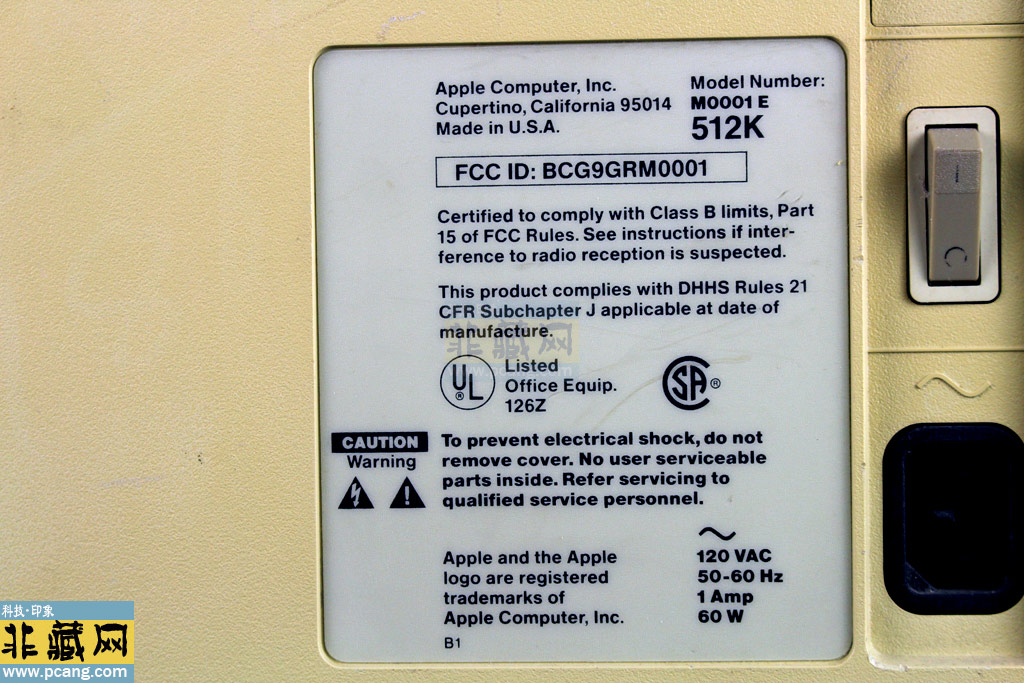 Apple Computer, Inc.
Cupertino, California 95014
Made in U.S.A.
Model Number:
M0001 E
512K
FCC ID: BCG9GRM0001
Certified to comply with Class B limits, Part
15 of FCC Rules. See instructions if inter-
ference to radio reception is suspected.
This product complies with DHHS Rules 21
CFR Subchapter J applicable at date of
manufacture.
非藏网
UL
®
Listed
Office Equip.
126Z
SA ®
CAUTION
Warning
To prevent electrical shock, do not
remove cover. No user serviceable
parts inside. Refer servicing to
qualified service personnel.
Apple and the Apple
logo are registered
trademarks of
Apple Computer, Inc.
B1
120 VAC
50-60 Hz
1 Amp
60 W
科技·印象
非藏网
www.pcang.com